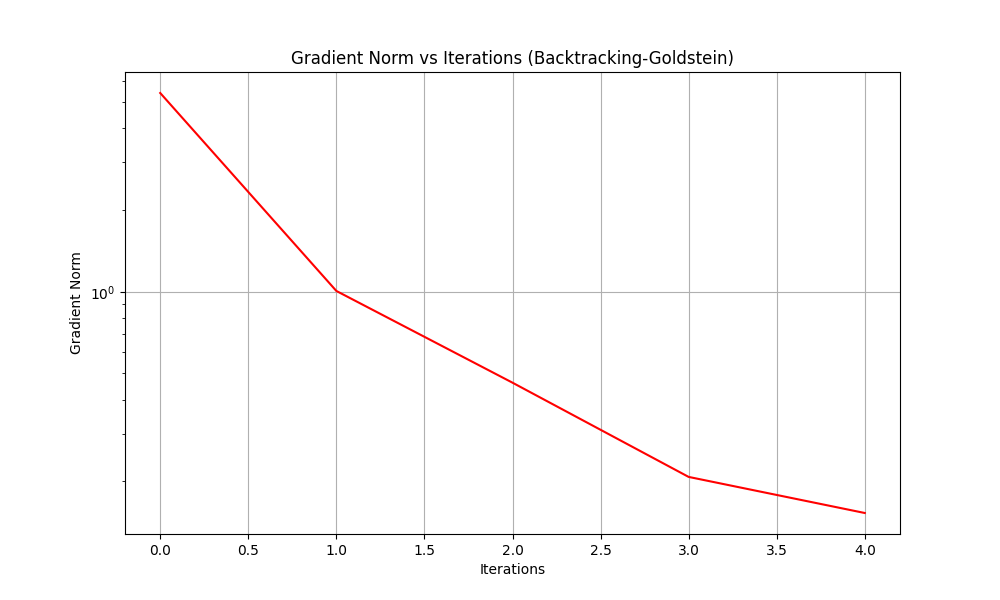 Gradient Norm vs Iterations (Backtracking-Goldstein)
Gradient Norm
10⁰
0.0 0.5 1.0 1.5 2.0 2.5 3.0 3.5 4.0
Iterations